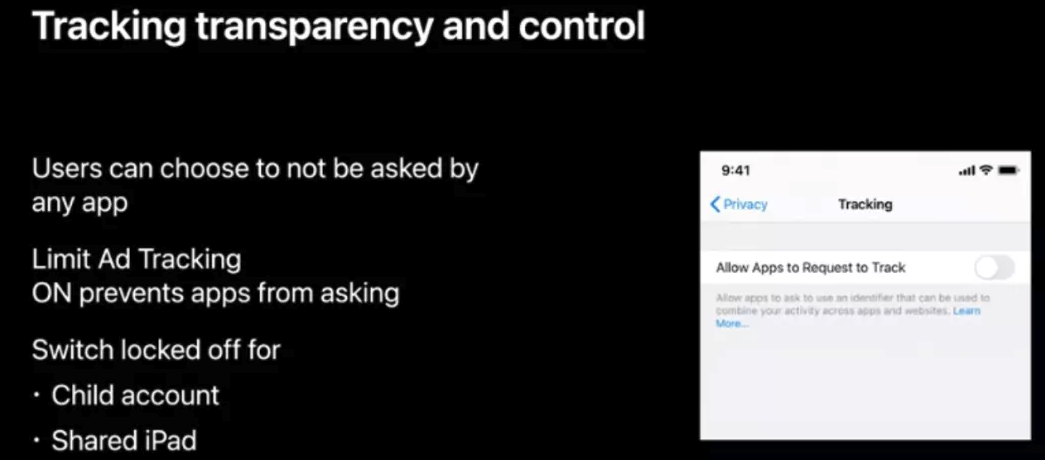 Tracking transparency and control
Users can choose to not be asked by
any app
Limit Ad Tracking
ON prevents apps from asking
Switch locked off for
· Child account
· Shared iPad
9:41
Privacy
Tracking
Allow Apps to Request to Track
Allow apps to ask to use an identifier that can be used to
combine your activity across apps and websites. Learn
More...